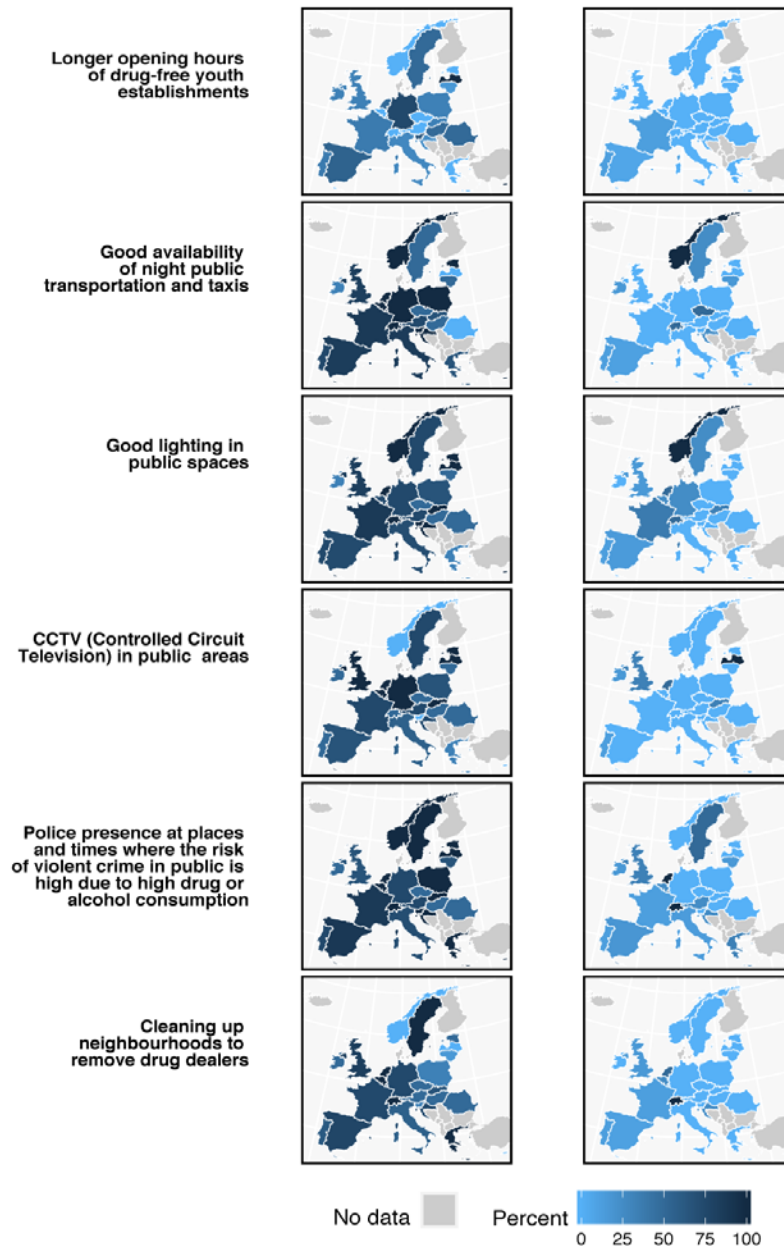 Longer opening hours
of drug-free youth
establishments
Good availability
of night public
transportation and taxis
Good lighting in
public spaces
CCTV (Controlled Circuit
Television) in public areas
Police presence at places
and times where the risk
of violent crime in public is
high due to high drug or
alcohol consumption
Cleaning up
neighbourhoods to
remove drug dealers
No data
Percent
0 25 50 75 100